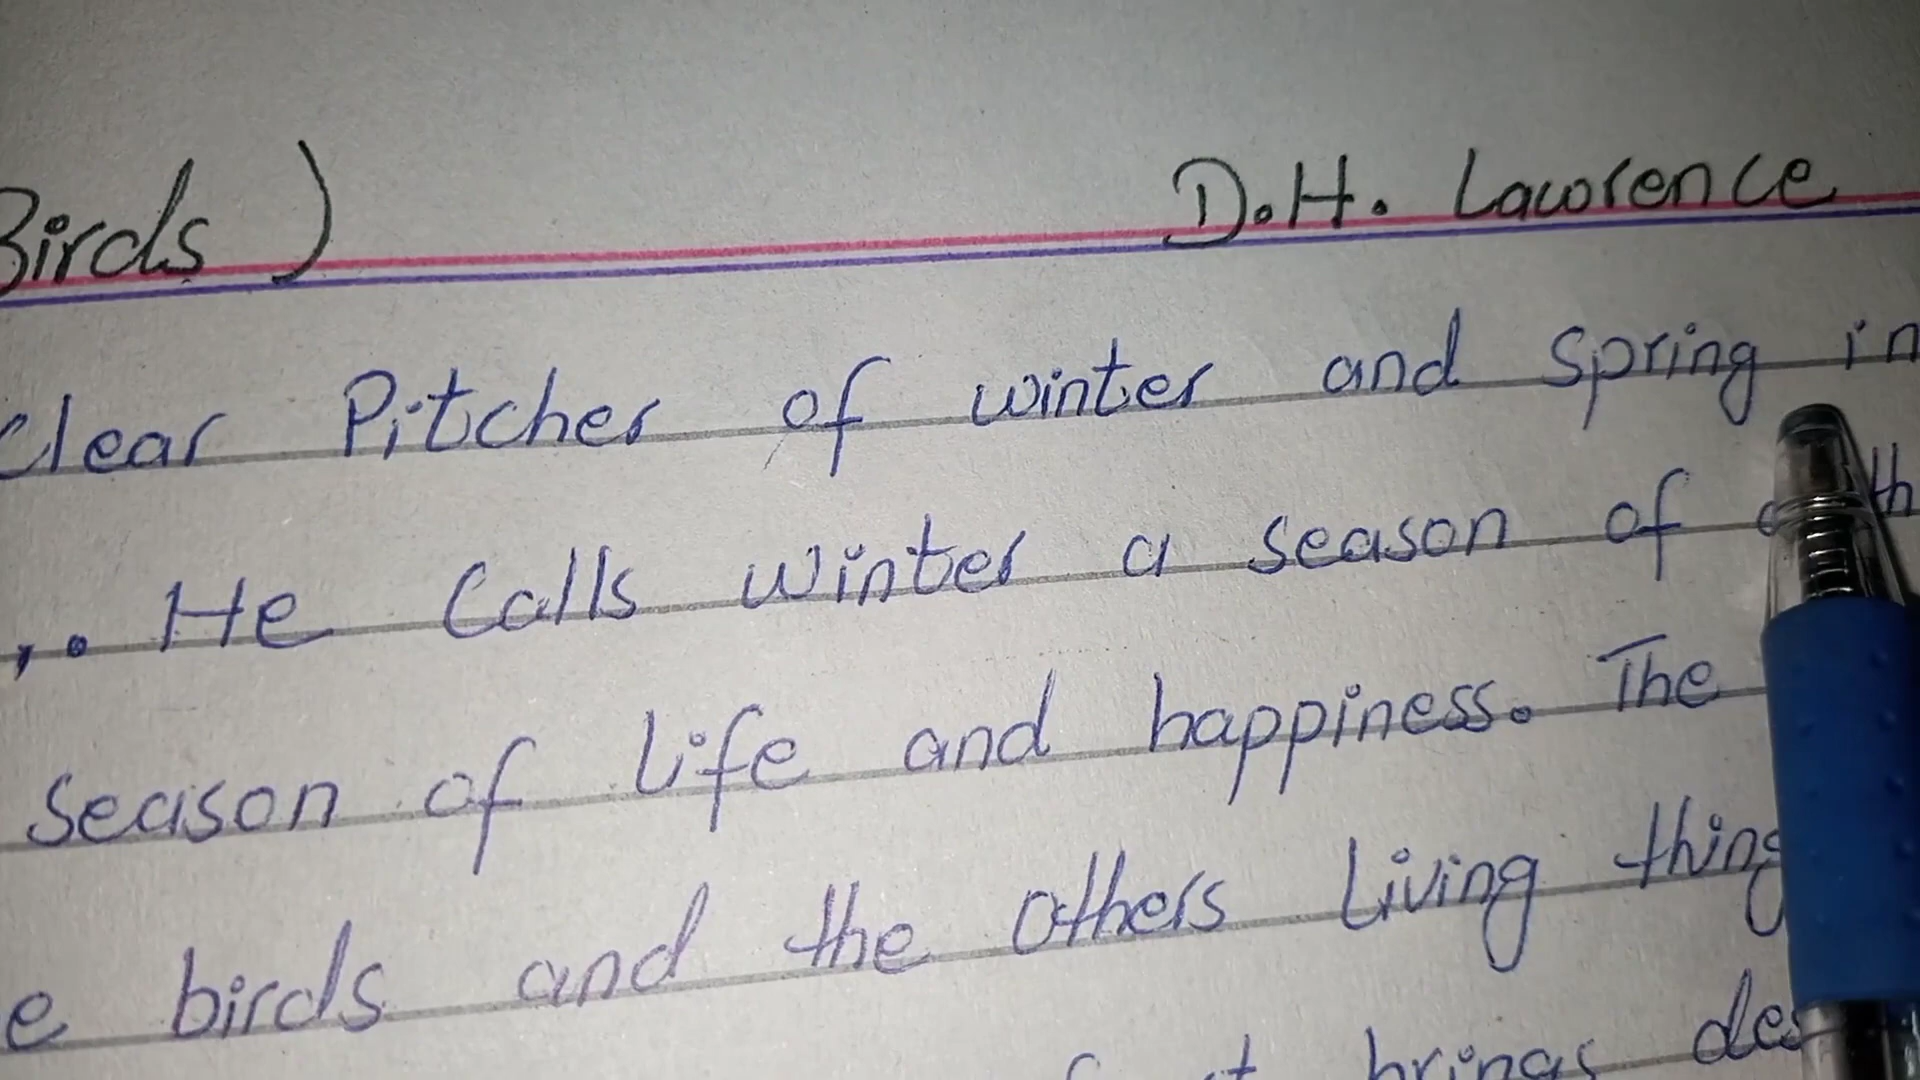 Birds) D.H. Lawrence
clear Pitcher of winter and spring in
,. He Calls winter a season of
season of life and happiness. The
birds and the others living thing
brings